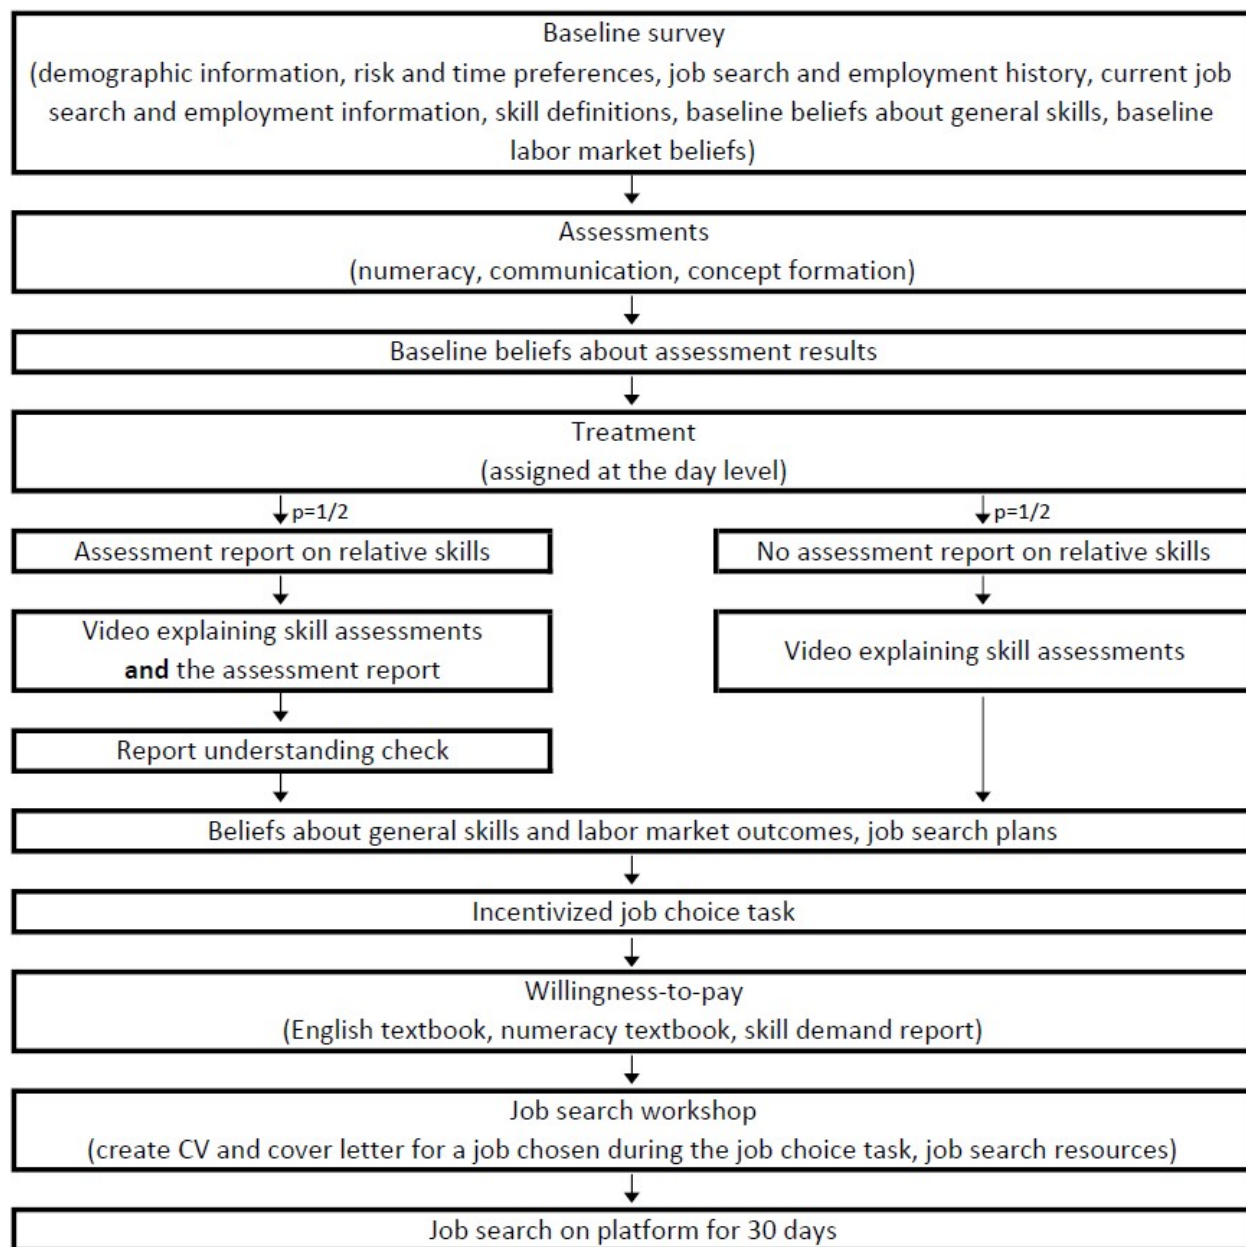 Baseline survey
(demographic information, risk and time preferences, job search and employment history, current job
search and employment information, skill definitions, baseline beliefs about general skills, baseline
labor market beliefs)
Assessments
(numeracy, communication, concept formation)
Baseline beliefs about assessment results
Treatment
(assigned at the day level)
p=1/2
p=1/2
Assessment report on relative skills
No assessment report on relative skills
Video explaining skill assessments
and the assessment report
Video explaining skill assessments
Report understanding check
Beliefs about general skills and labor market outcomes, job search plans
Incentivized job choice task
Willingness-to-pay
(English textbook, numeracy textbook, skill demand report)
Job search workshop
(create CV and cover letter for a job chosen during the job choice task, job search resources)
Job search on platform for 30 days